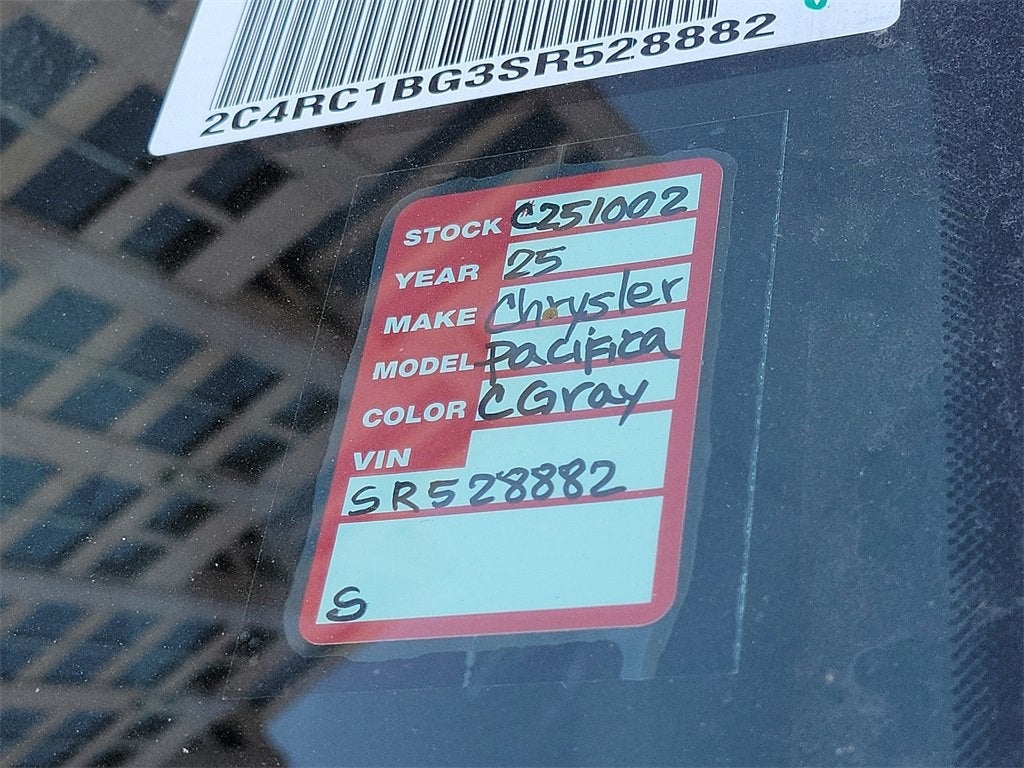 2C4RC1BG3SR528882
STOCK C251002
YEAR 25
MAKE Chrysler
MODEL Pacifica
COLOR CGray
VIN
SR528882
S